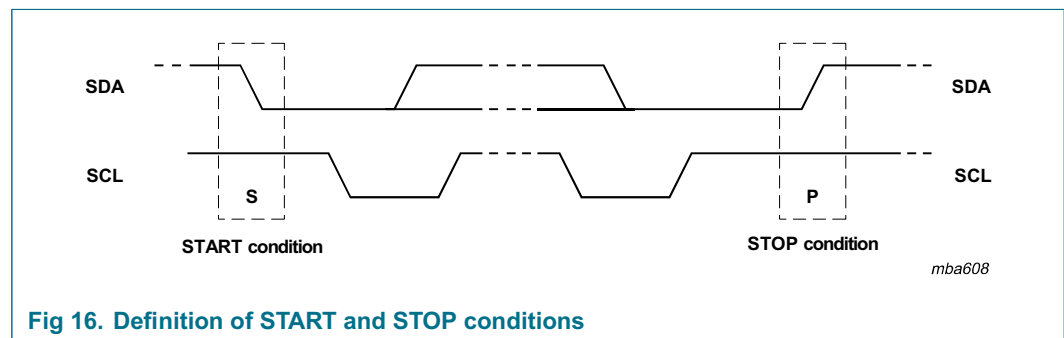 SDA
SDA
SCL
SCL
S
P
START condition
STOP condition
mba608
Fig 16. Definition of START and STOP conditions